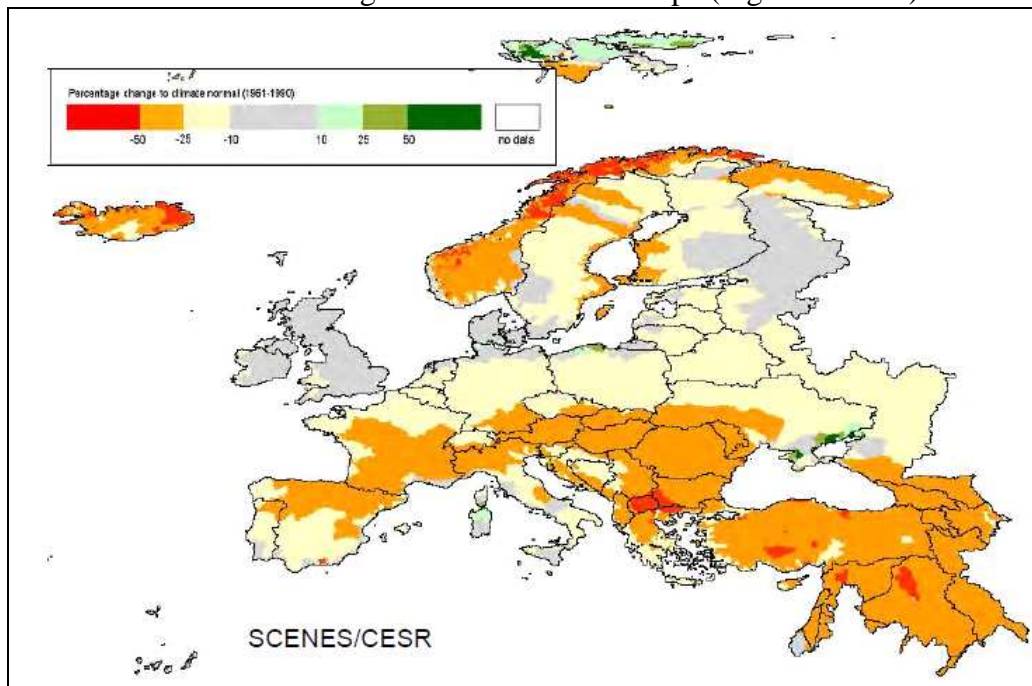 Percentage change to climate normal (1961-1990)
-50 -25 -10 10 25 50 no data
SCENES/CESR